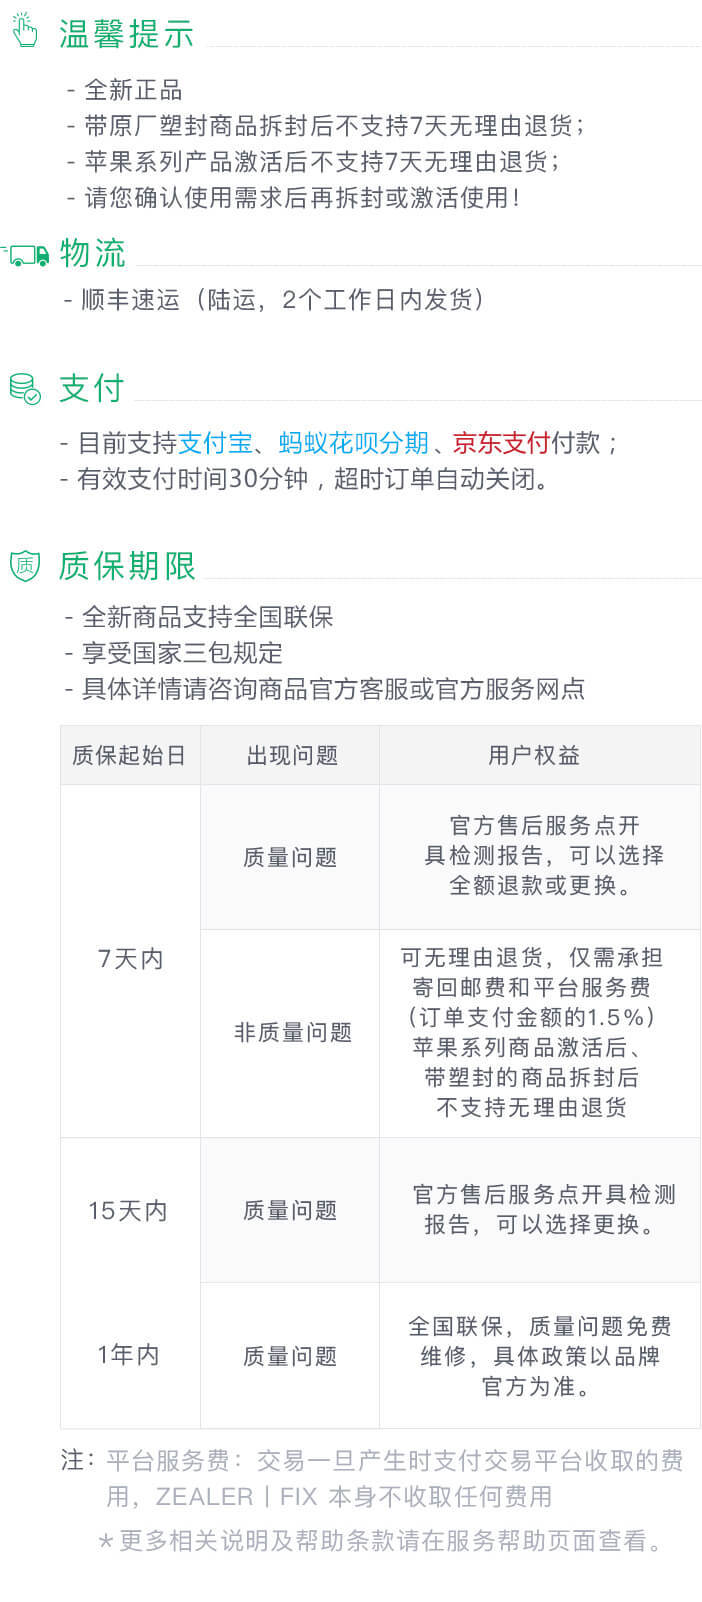 温馨提示
- 全新正品
- 带原厂塑封商品拆封后不支持7天无理由退货；
- 苹果系列产品激活后不支持7天无理由退货；
- 请您确认使用需求后再拆封或激活使用！
物流
- 顺丰速运（陆运，2个工作日内发货）
支付
- 目前支持支付宝、蚂蚁花呗分期、京东支付付款；
- 有效支付时间30分钟，超时订单自动关闭。
质
质保期限
- 全新商品支持全国联保
- 享受国家三包规定
- 具体详情请咨询商品官方客服或官方服务网点
质保起始日 出现问题 用户权益
官方售后服务点开
质量问题 具检测报告，可以选择
全额退款或更换。
7天内
可无理由退货，仅需承担
寄回邮费和平台服务费
非质量问题 （订单支付金额的1.5%）
苹果系列商品激活后、
带塑封的商品拆封后
不支持无理由退货
15天内 质量问题 官方售后服务点开具检测
报告，可以选择更换。
全国联保，质量问题免费
1年内 质量问题 维修，具体政策以品牌
官方为准。
注：平台服务费：交易一旦产生时支付交易平台收取的费
用，ZEALER丨FIX 本身不收取任何费用
＊更多相关说明及帮助条款请在服务帮助页面查看。